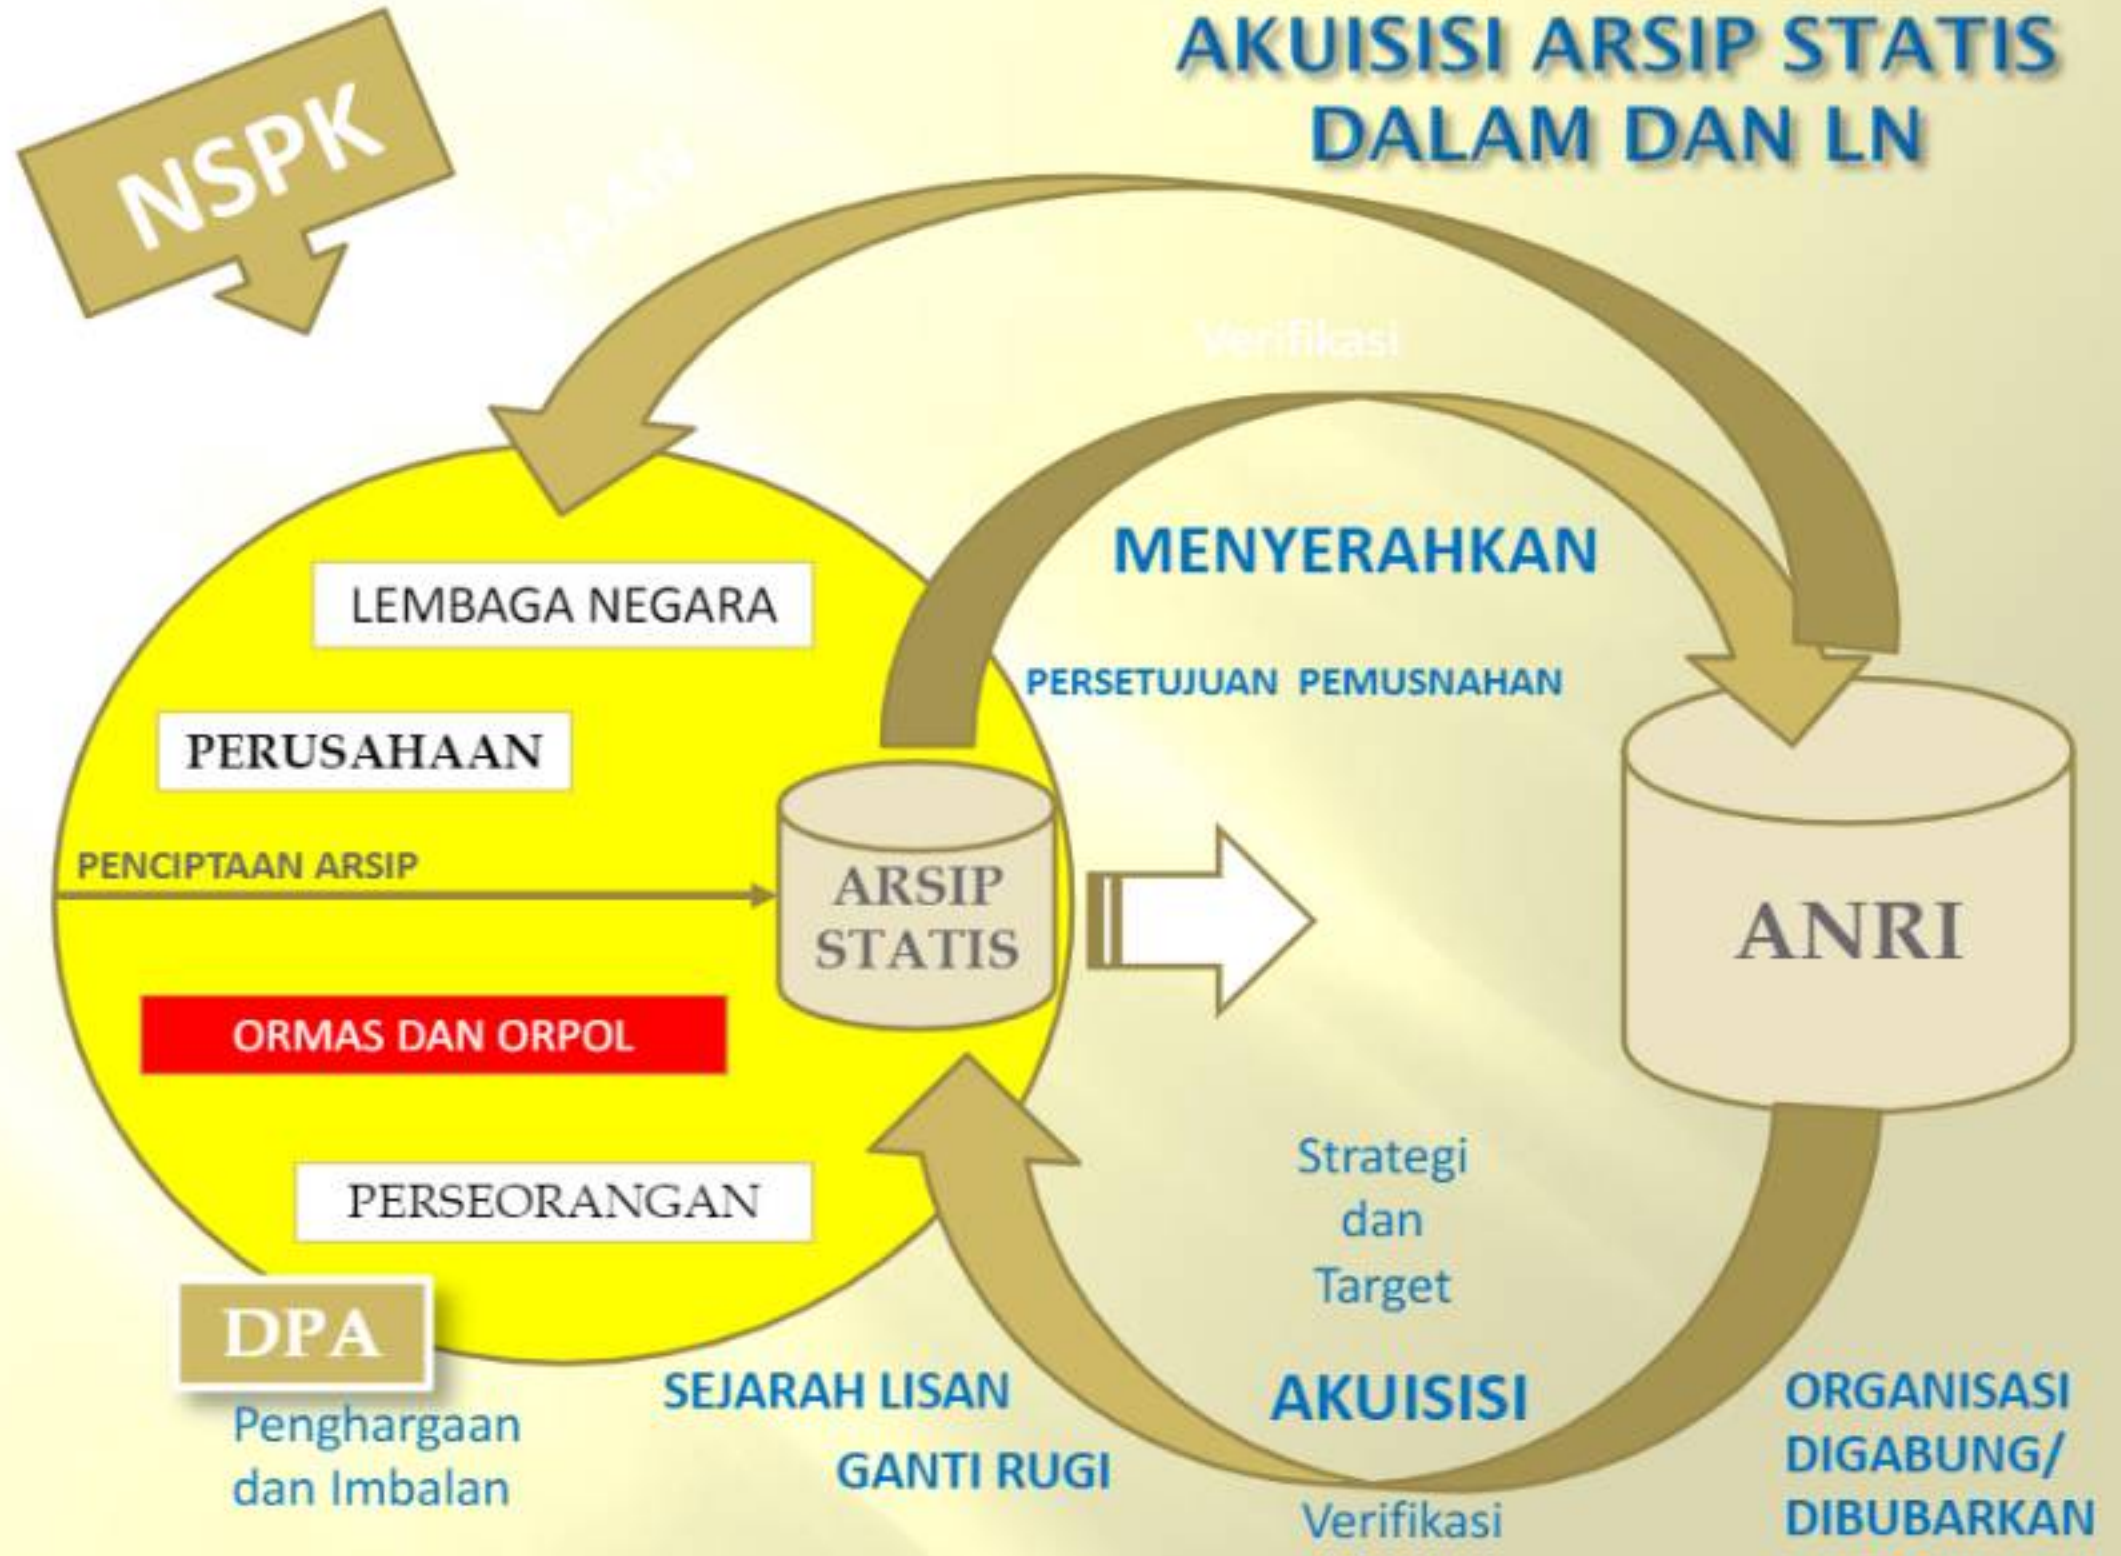 AKUISISI ARSIP STATIS
DALAM DAN LN
NSPK
Verifikasi
MENYERAHKAN
LEMBAGA NEGARA
PERSETUJUAN PEMUSNAHAN
PERUSAHAAN
PENCIPTAAN ARSIP
ARSIP
STATIS
ANRI
ORMAS DAN ORPOL
PERSEORANGAN
Strategi
dan
Target
DPA
Penghargaan
dan Imbalan
SEJARAH LISAN
GANTI RUGI
AKUISISI
Verifikasi
ORGANISASI
DIGABUNG/
DIBUBARKAN